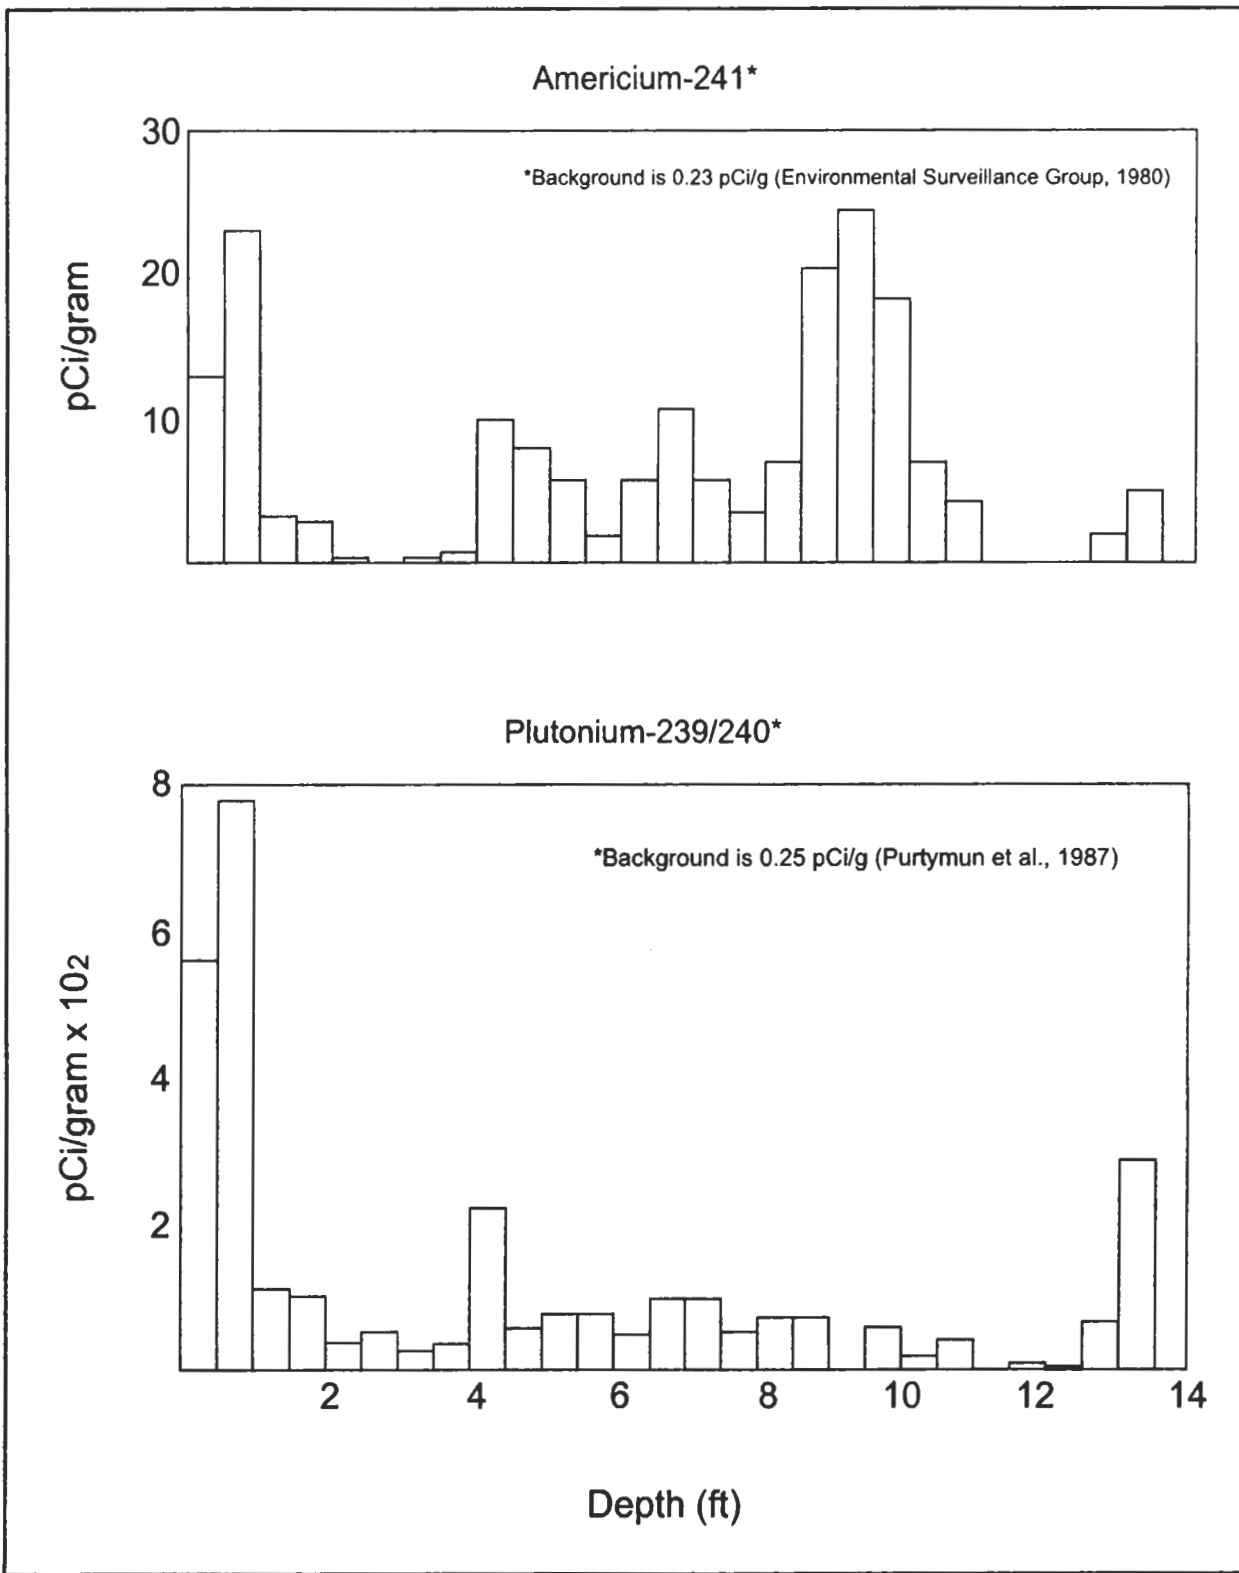 Americium-241*
30
*Background is 0.23 pCi/g (Environmental Surveillance Group, 1980)
20
pCi/gram
10
Plutonium-239/240*
8
*Background is 0.25 pCi/g (Purtymun et al., 1987)
6
pCi/gram x 102
4
2
2 4 6 8 10 12 14
Depth (ft)